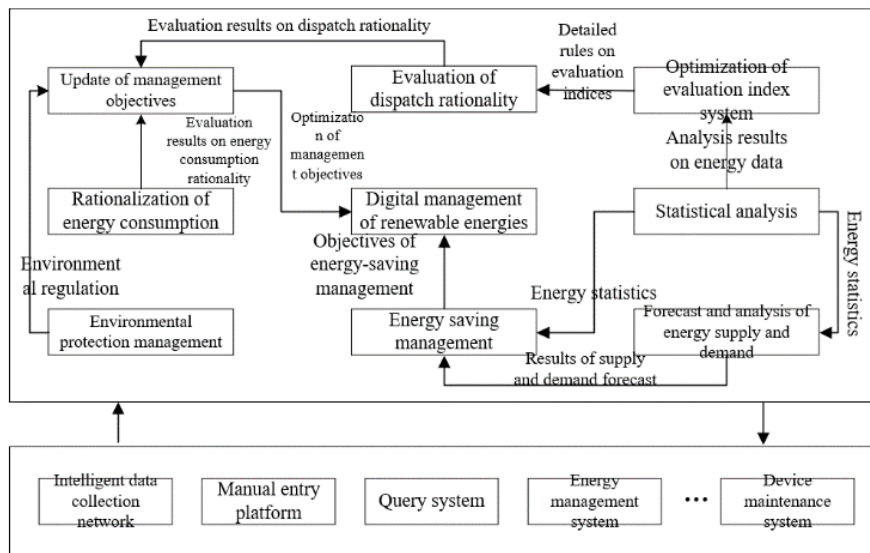 Evaluation results on dispatch rationality
Update of management
objectives
Evaluation of
dispatch rationality
Detailed
rules on
evaluation
indices
Optimization of
evaluation index
system
Evaluation
results on energy
consumption
rationality
Optimizatio
n of
managemen
t objectives
Analysis results
on energy data
Rationalization of
energy consumption
Digital management
of renewable energies
Statistical analysis
Environment
al regulation
Objectives of
energy-saving
management
Energy statistics
Energy statistics
Environmental
protection management
Energy saving
management
Forecast and analysis of
energy supply and
demand
Results of supply
and demand forecast
Intelligent data
collection
network
Manual entry
platform
Query system
Energy
management
system
...
Device
maintenance
system